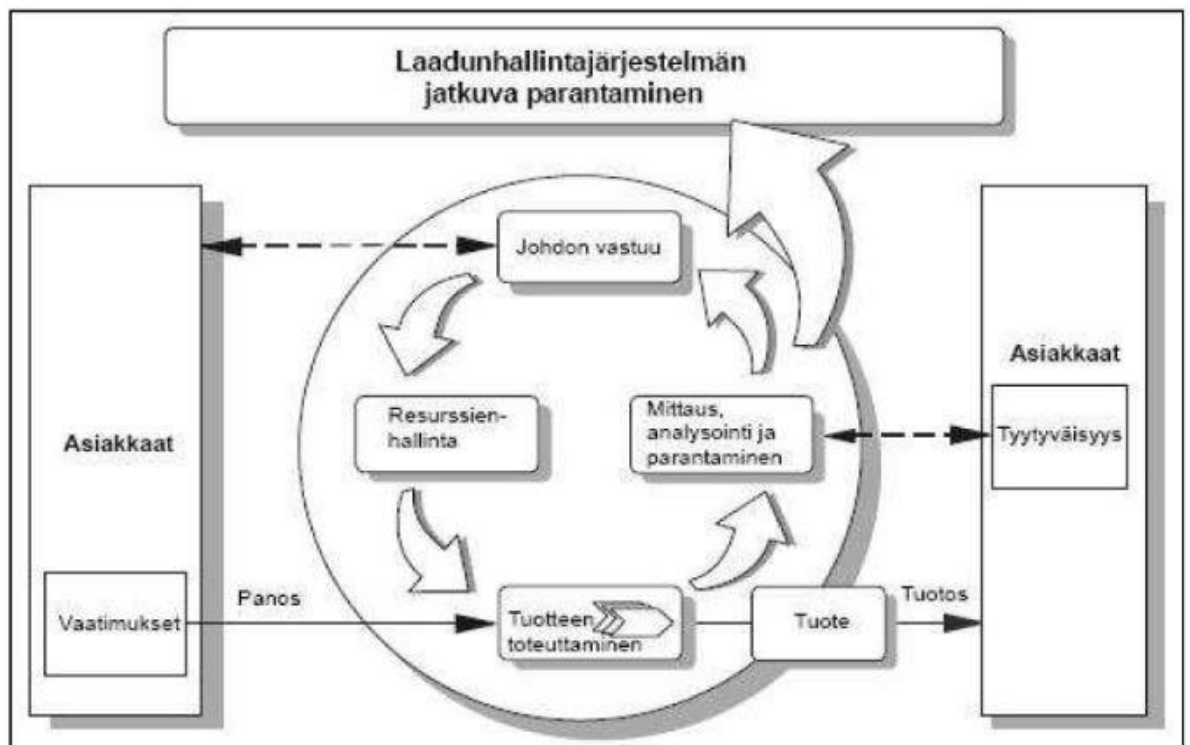 Laadunhallintajärjestelmän
jatkuva parantaminen
Johdon vastuu
Asiakkaat
Resurssien-
hallinta
Mittaus,
analysointi ja
parantaminen
Asiakkaat
Tyytyväisyys
Vaatimukset
Panos
Tuotteen
toteuttaminen
Tuote
Tuotos